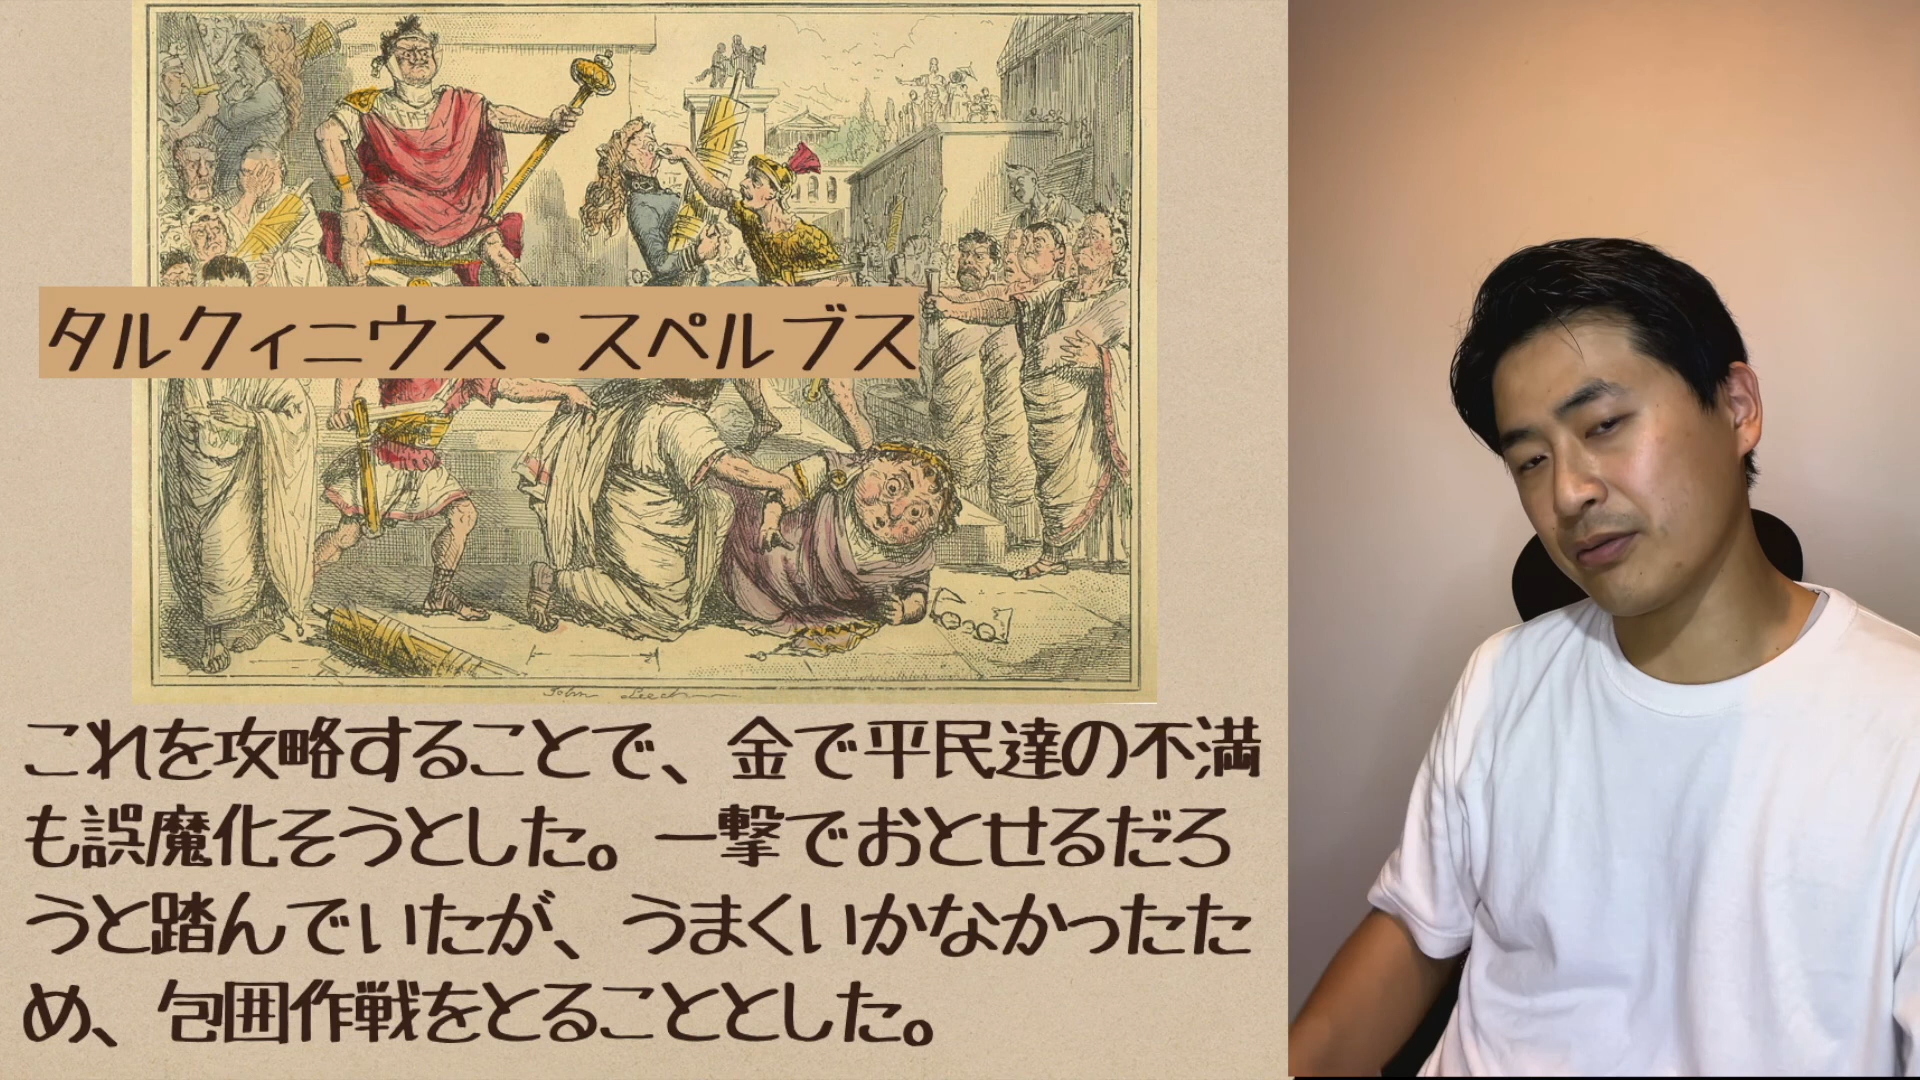 タルクィニウス・スペルブス
John Leech
これを攻略することで、金で平民達の不満
も誤魔化そうとした。一撃でおとせるだろ
うと踏んでいたが、うまくいかなかったた
め、包囲作戦をとることとした。